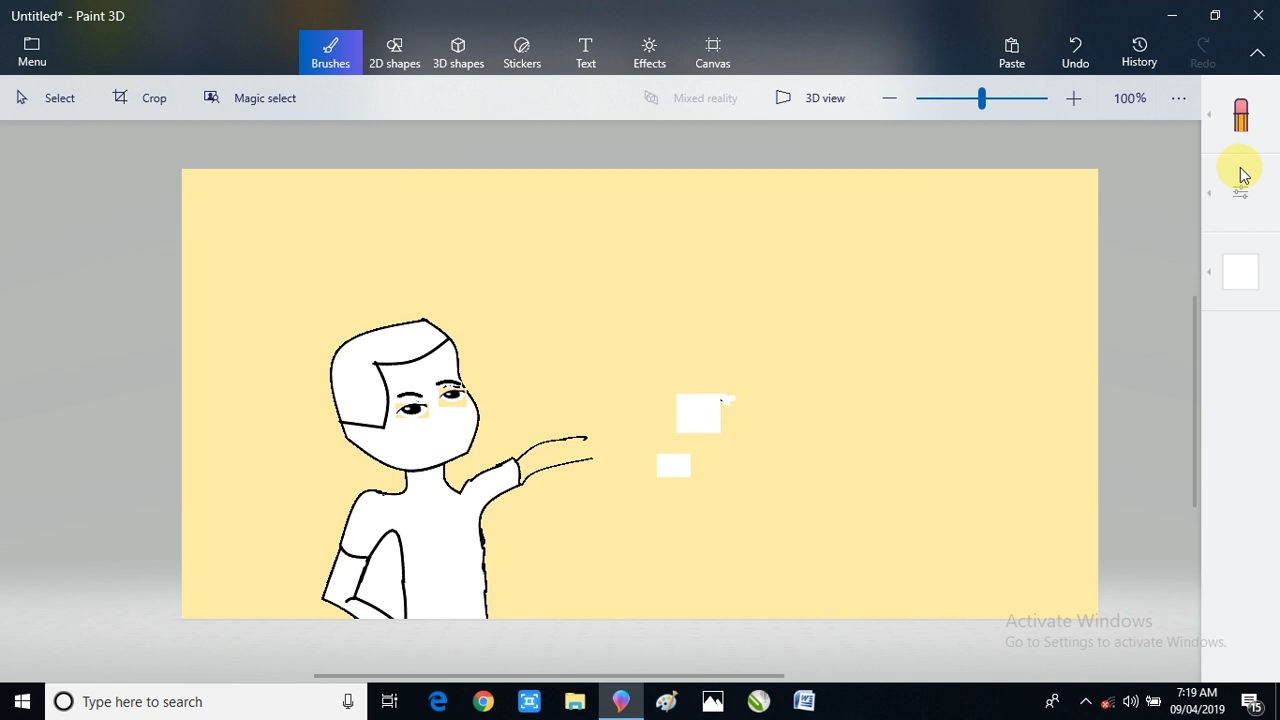 Untitled* - Paint 3D
Menu
Brushes
2D shapes
3D shapes
Stickers
Text
Effects
Canvas
Paste
Undo
History
Redo
Select
Crop
Magic select
Mixed reality
3D view
100%
Activate Windows
Go to Settings to activate Windows.
Type here to search
7:19 AM
09/04/2019
15